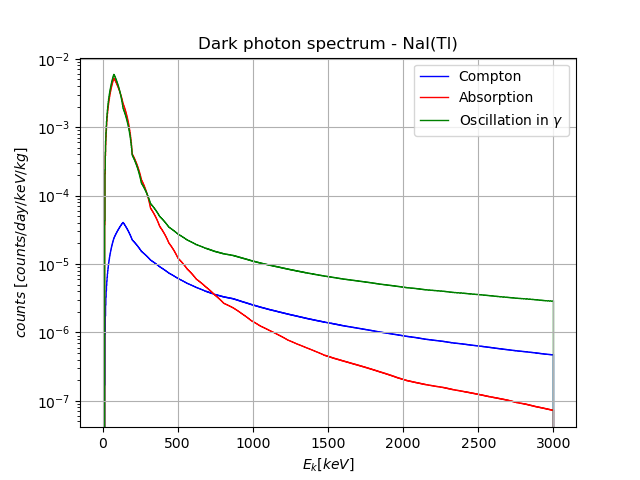 Dark photon spectrum - NaI(Tl)
counts [counts/day/keV/kg]
10⁻²
10⁻³
10⁻⁴
10⁻⁵
10⁻⁶
10⁻⁷
Compton
Absorption
Oscillation in γ
0 500 1000 1500 2000 2500 3000
E_k[keV]